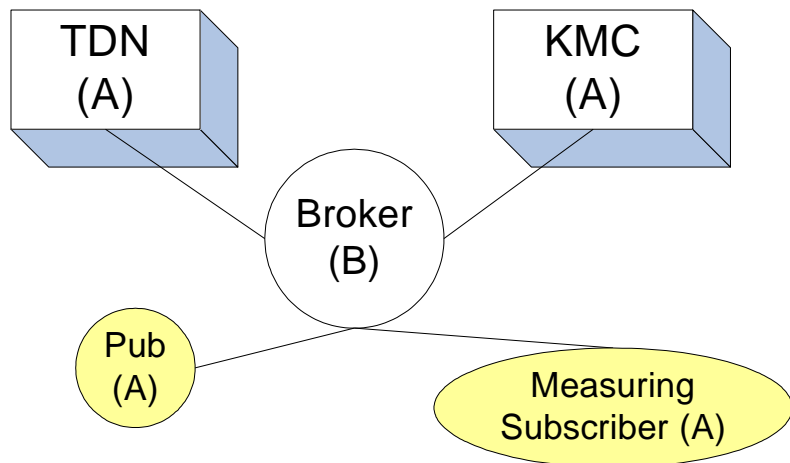 TDN
(A)
KMC
(A)
Broker
(B)
Pub
(A)
Measuring
Subscriber (A)